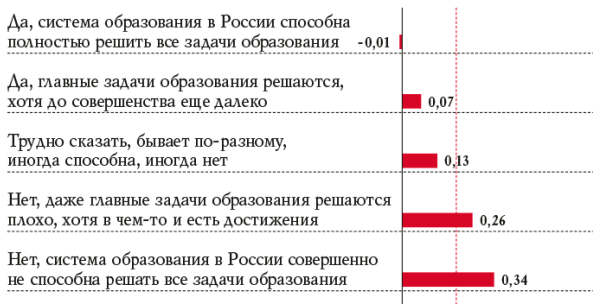 Да, система образования в России способна
полностью решить все задачи образования -0,01
Да, главные задачи образования решаются,
хотя до совершенства еще далеко 0,07
Трудно сказать, бывает по-разному,
иногда способна, иногда нет 0,13
Нет, даже главные задачи образования решаются
плохо, хотя в чем-то и есть достижения 0,26
Нет, система образования в России совершенно
не способна решать все задачи образования 0,34